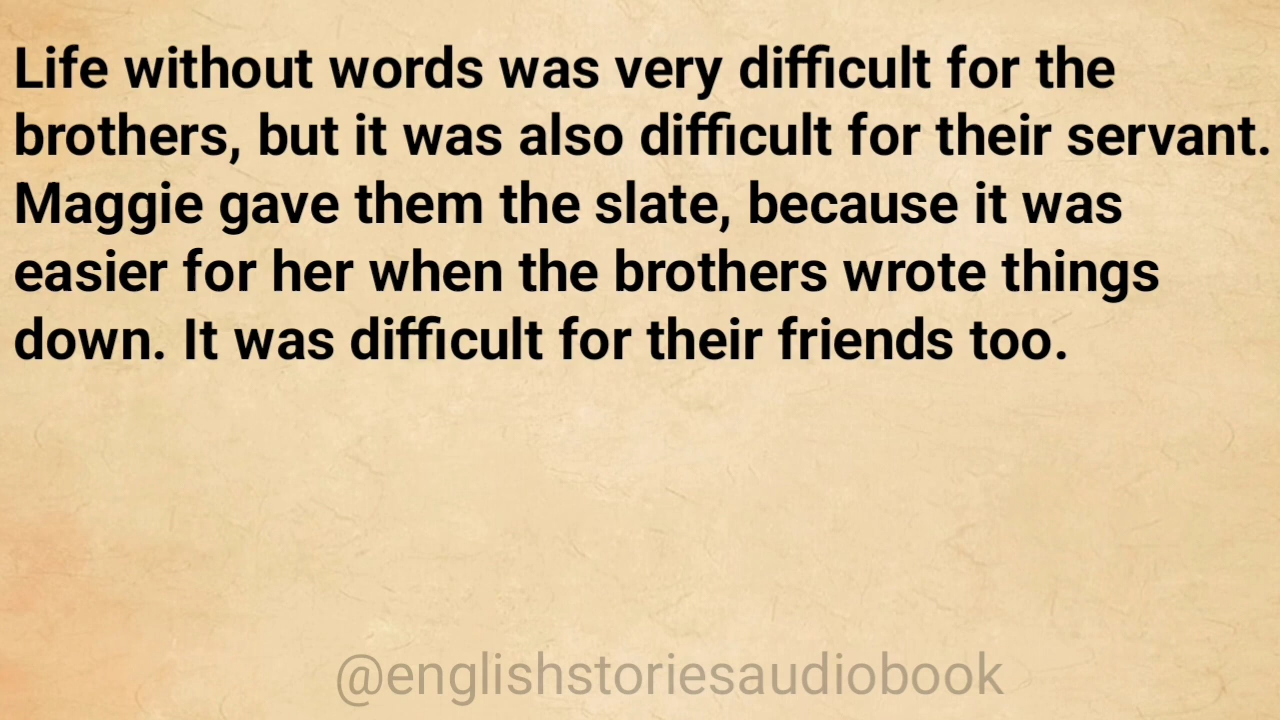 Life without words was very difficult for the
brothers, but it was also difficult for their servant.
Maggie gave them the slate, because it was
easier for her when the brothers wrote things
down. It was difficult for their friends too.
@englishstoriesaudiobook